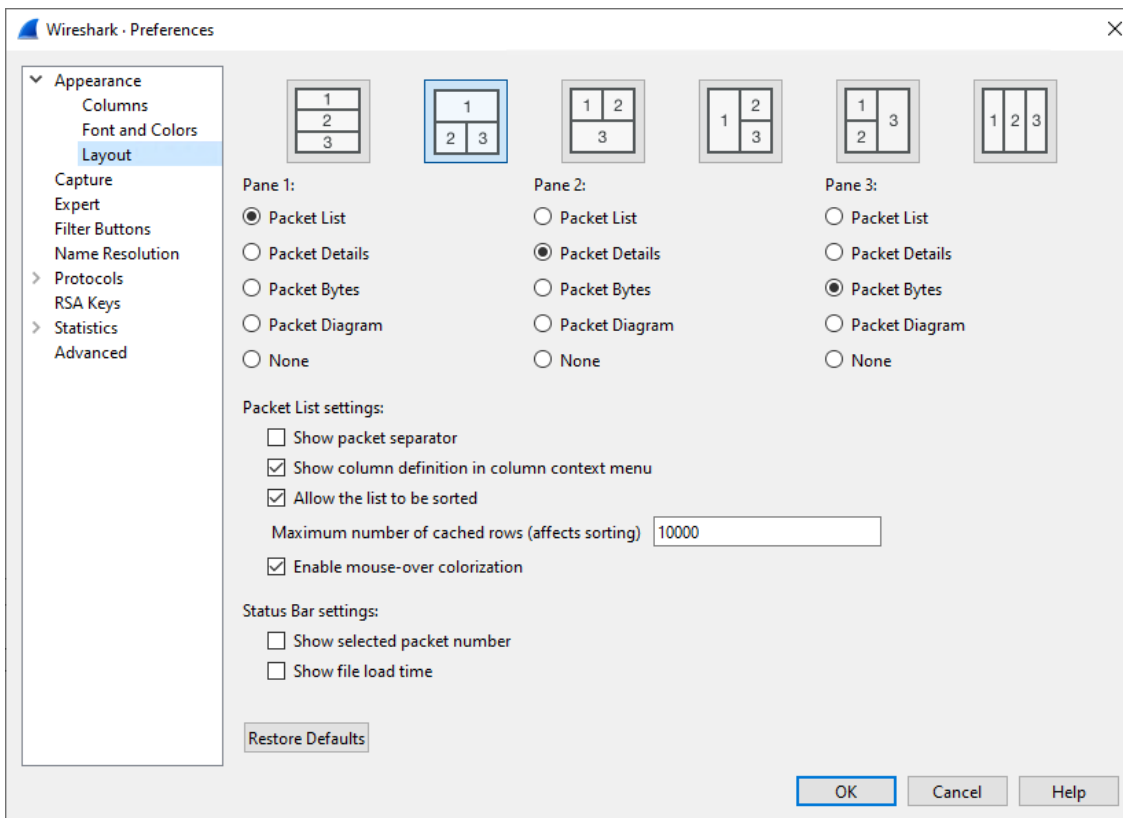 Wireshark · Preferences
Appearance
Columns
Font and Colors
Layout
Capture
Expert
Filter Buttons
Name Resolution
Protocols
RSA Keys
Statistics
Advanced
1
2
3
1
2 3
1 2
3
1 2
3
1
2 3
1 2 3
Pane 1: Pane 2: Pane 3:
Packet List Packet List Packet List
Packet Details Packet Details Packet Details
Packet Bytes Packet Bytes Packet Bytes
Packet Diagram Packet Diagram Packet Diagram
None None None
Packet List settings:
Show packet separator
Show column definition in column context menu
Allow the list to be sorted
Maximum number of cached rows (affects sorting) 10000
Enable mouse-over colorization
Status Bar settings:
Show selected packet number
Show file load time
Restore Defaults
OK Cancel Help